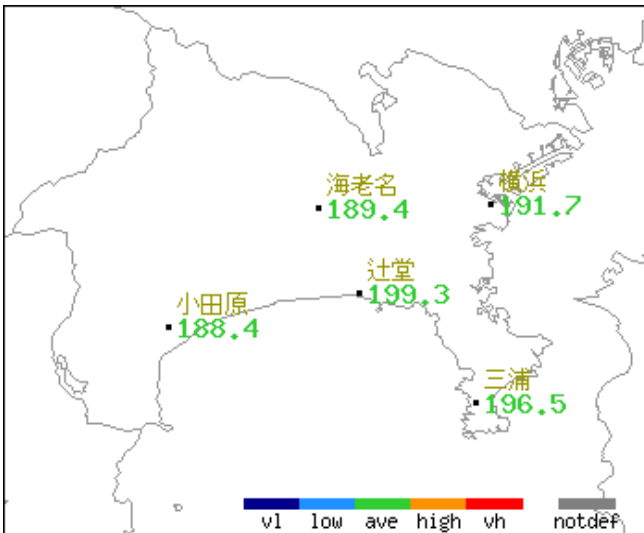 海老名
189.4
横浜
191.7
辻堂
199.3
小田原
188.4
三浦
196.5
vl low ave high vh notdef